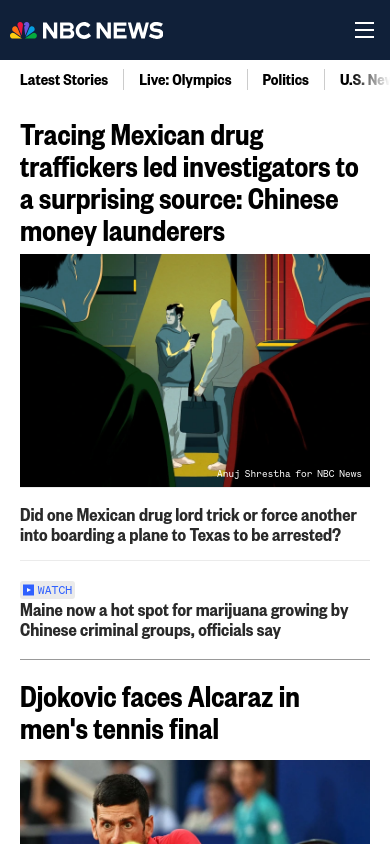 NBC NEWS
Latest Stories
Live: Olympics
Politics
U.S. New
Tracing Mexican drug
traffickers led investigators to
a surprising source: Chinese
money launderers
Anuj Shrestha for NBC News
Did one Mexican drug lord trick or force another
into boarding a plane to Texas to be arrested?
WATCH
Maine now a hot spot for marijuana growing by
Chinese criminal groups, officials say
Djokovic faces Alcaraz in
men's tennis final